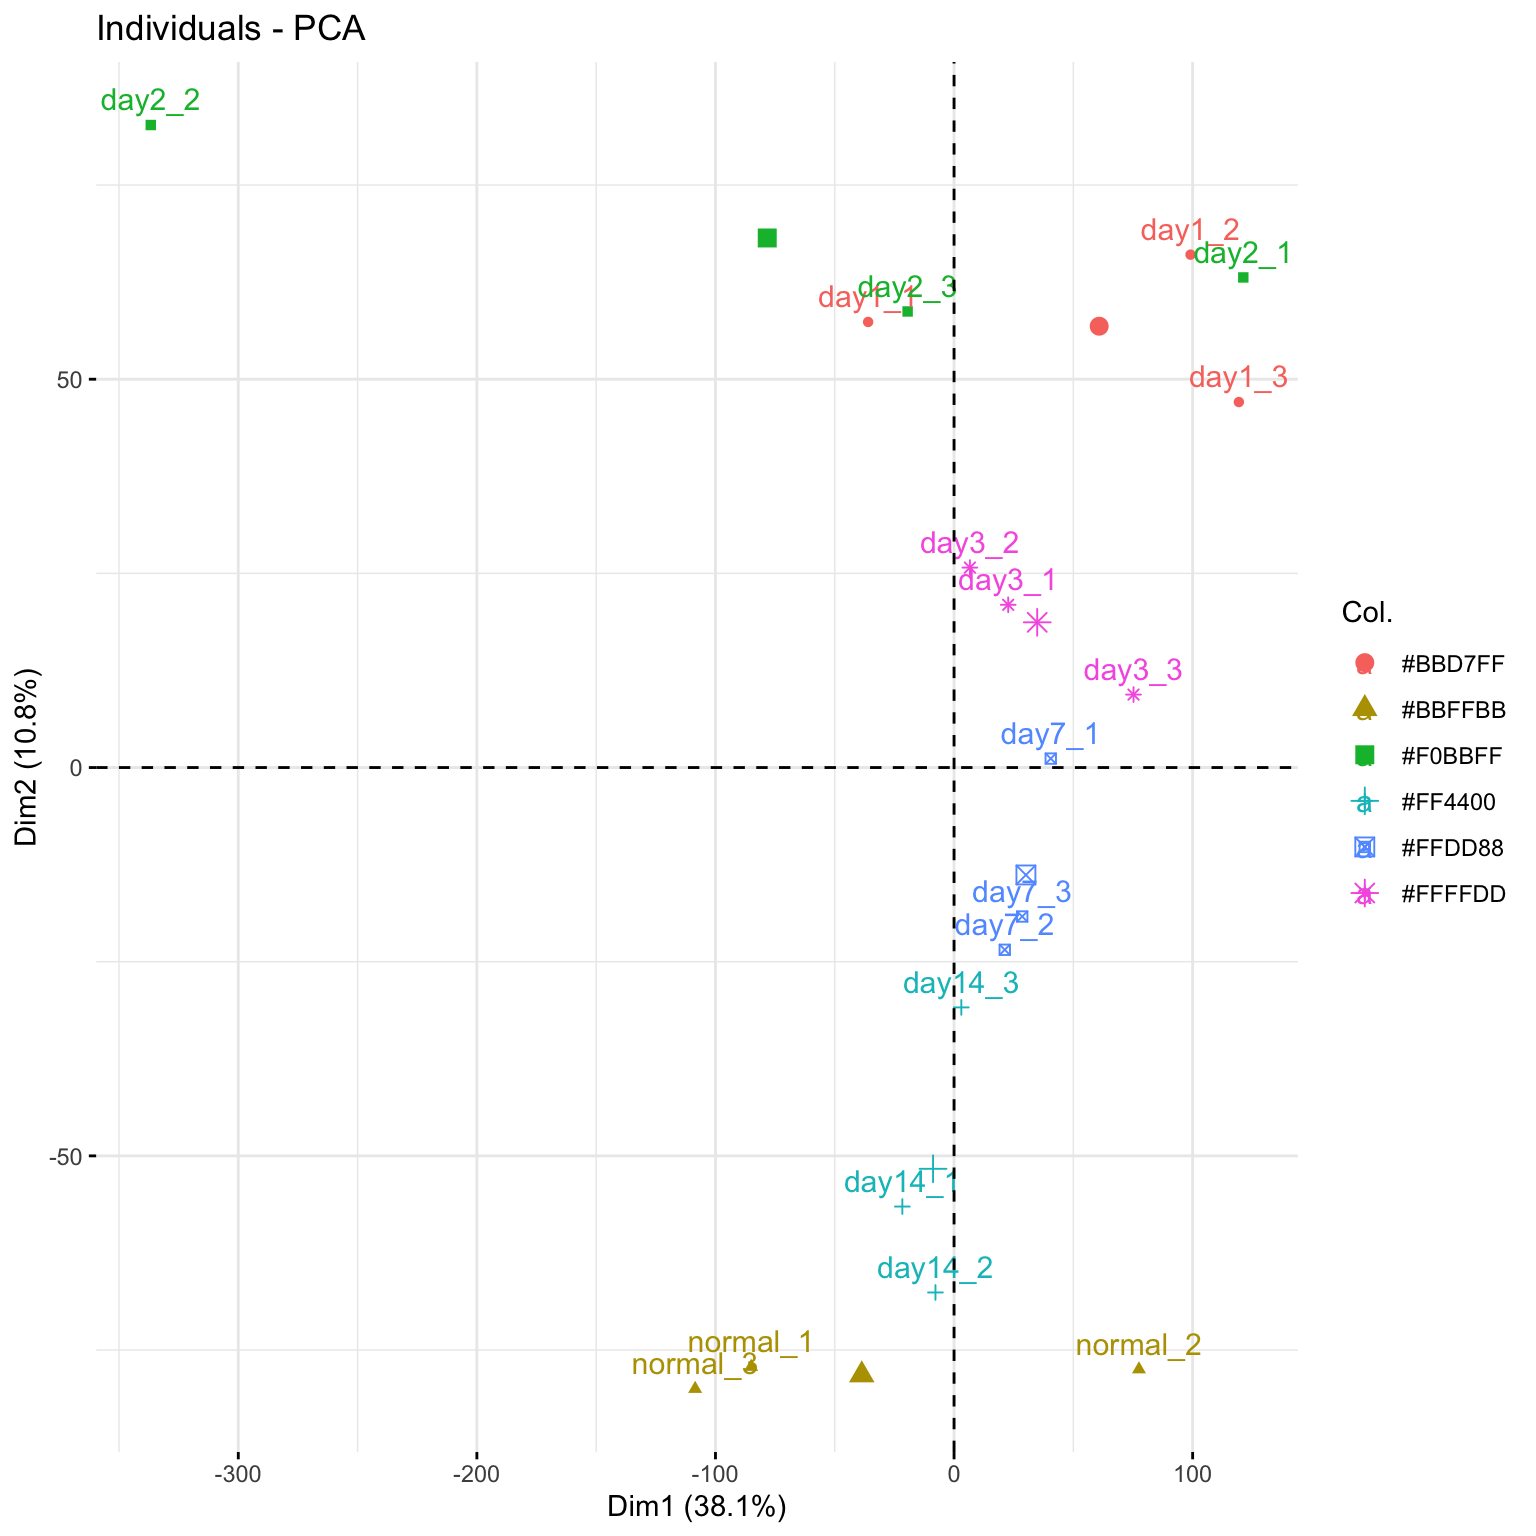 Individuals - PCA
day2_2
day1_2
day2_1
day2_3
day1_1
day1_3
50
day3_2
day3_1
day3_3
day7_1
0
day7_3
day7_2
day14_3
-50
day14_1
day14_2
normal_1
normal_3
normal_2
Dim2 (10.8%)
-300
-200
-100
0
100
Dim1 (38.1%)
Col.
a #BBD7FF
a #BBFFBB
a #F0BBFF
a #FF4400
a #FFDD88
a #FFFFDD